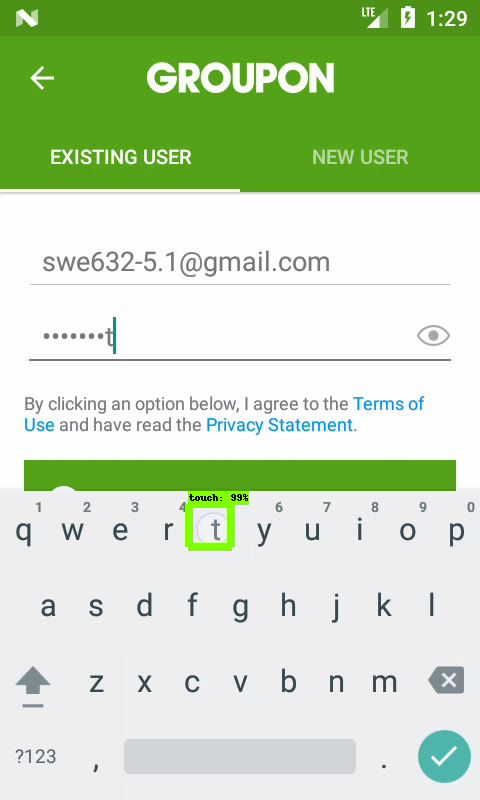 LTE 1:29
GROUPON
EXISTING USER NEW USER
swe632-5.1@gmail.com
•••••••t
By clicking an option below, I agree to the Terms of
Use and have read the Privacy Statement.
touch: 99%
1 2 3 4 6 7 8 9 0
q w e r t y u i o p
a s d f g h j k l
z x c v b n m
?123 , .